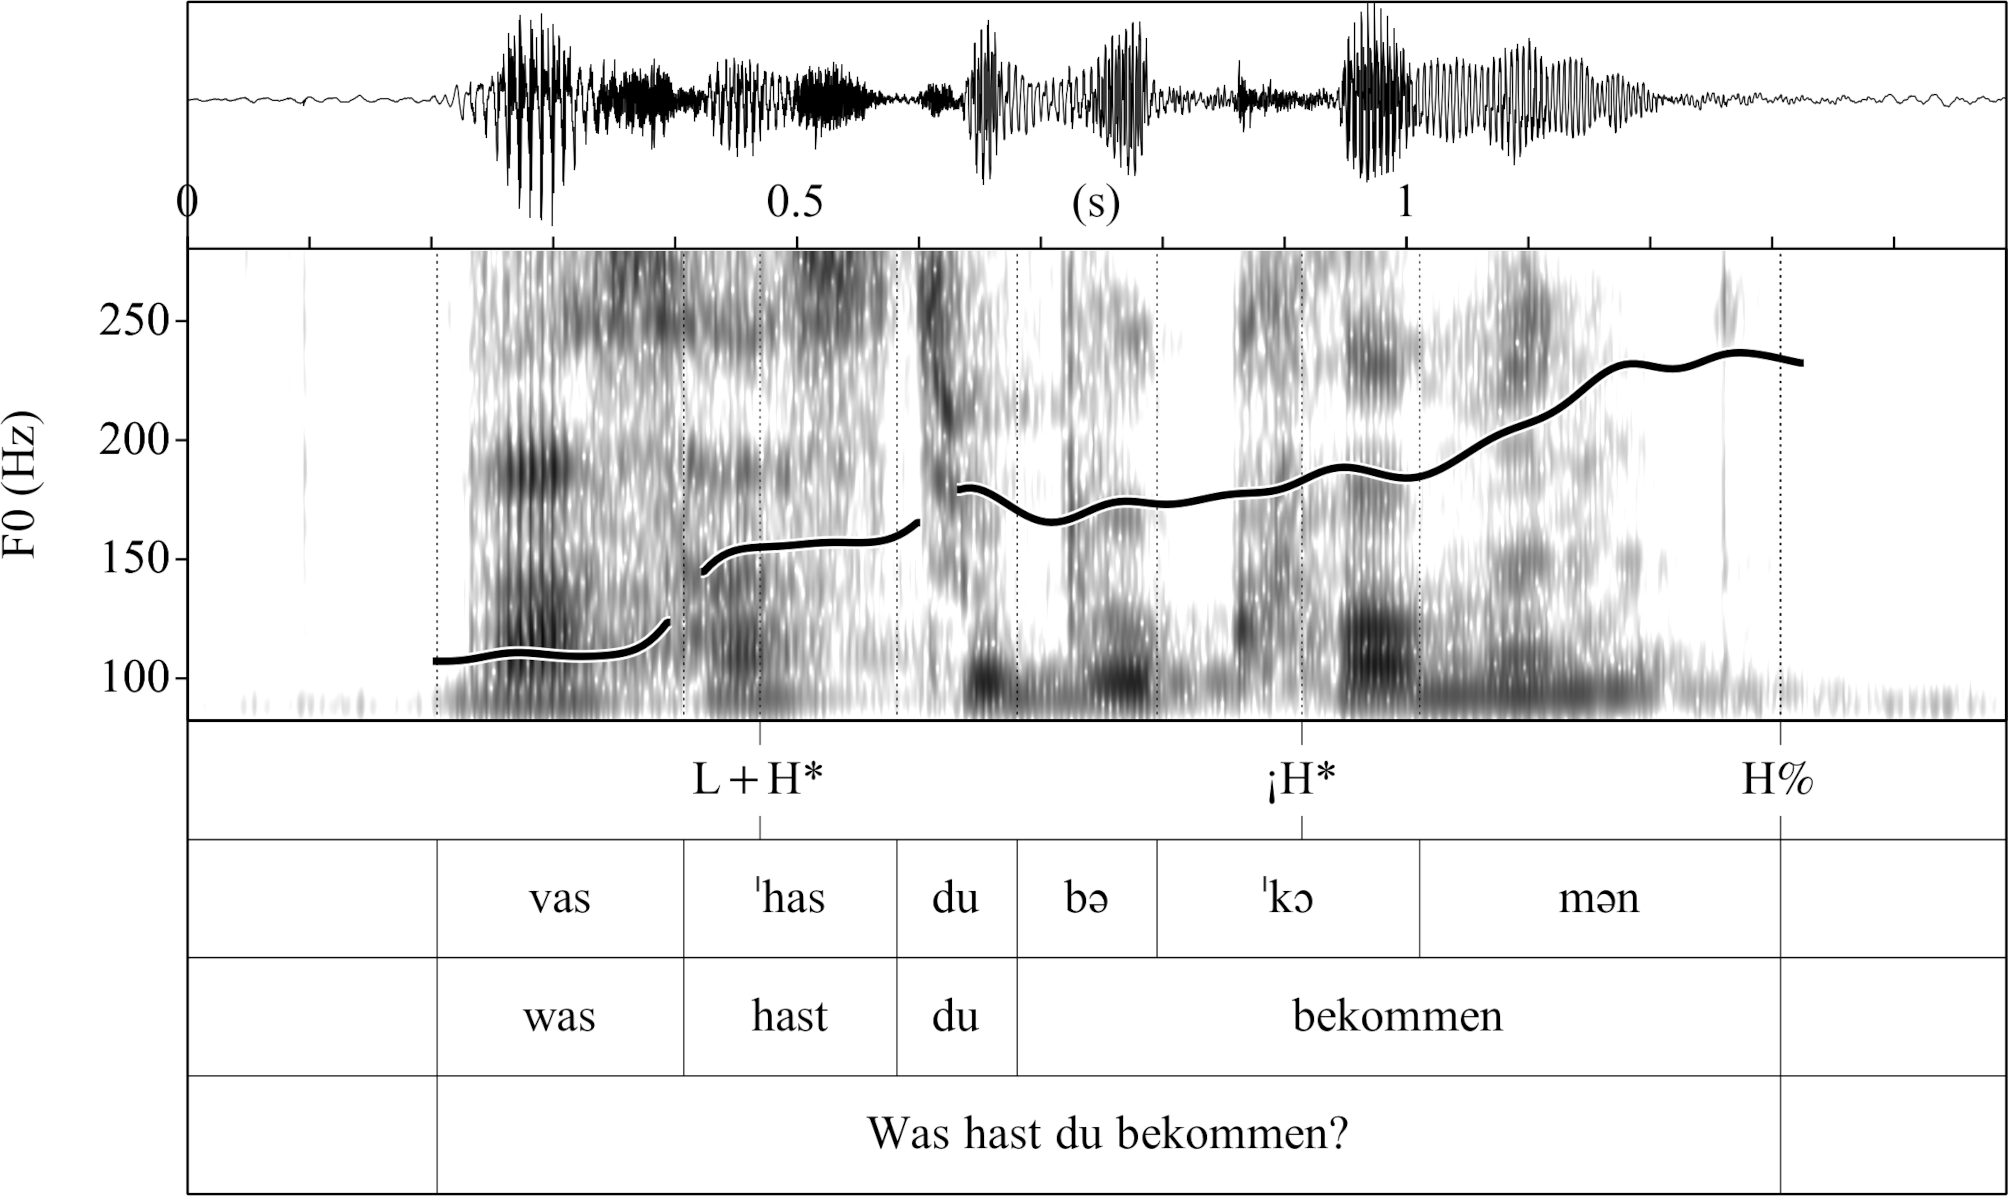 0 0.5 (s) 1
F0 (Hz)
250
200
150
100
L+H* ¡H* H%
vas ˈhas du bə ˈkɔ mən
was hast du bekommen
Was hast du bekommen?